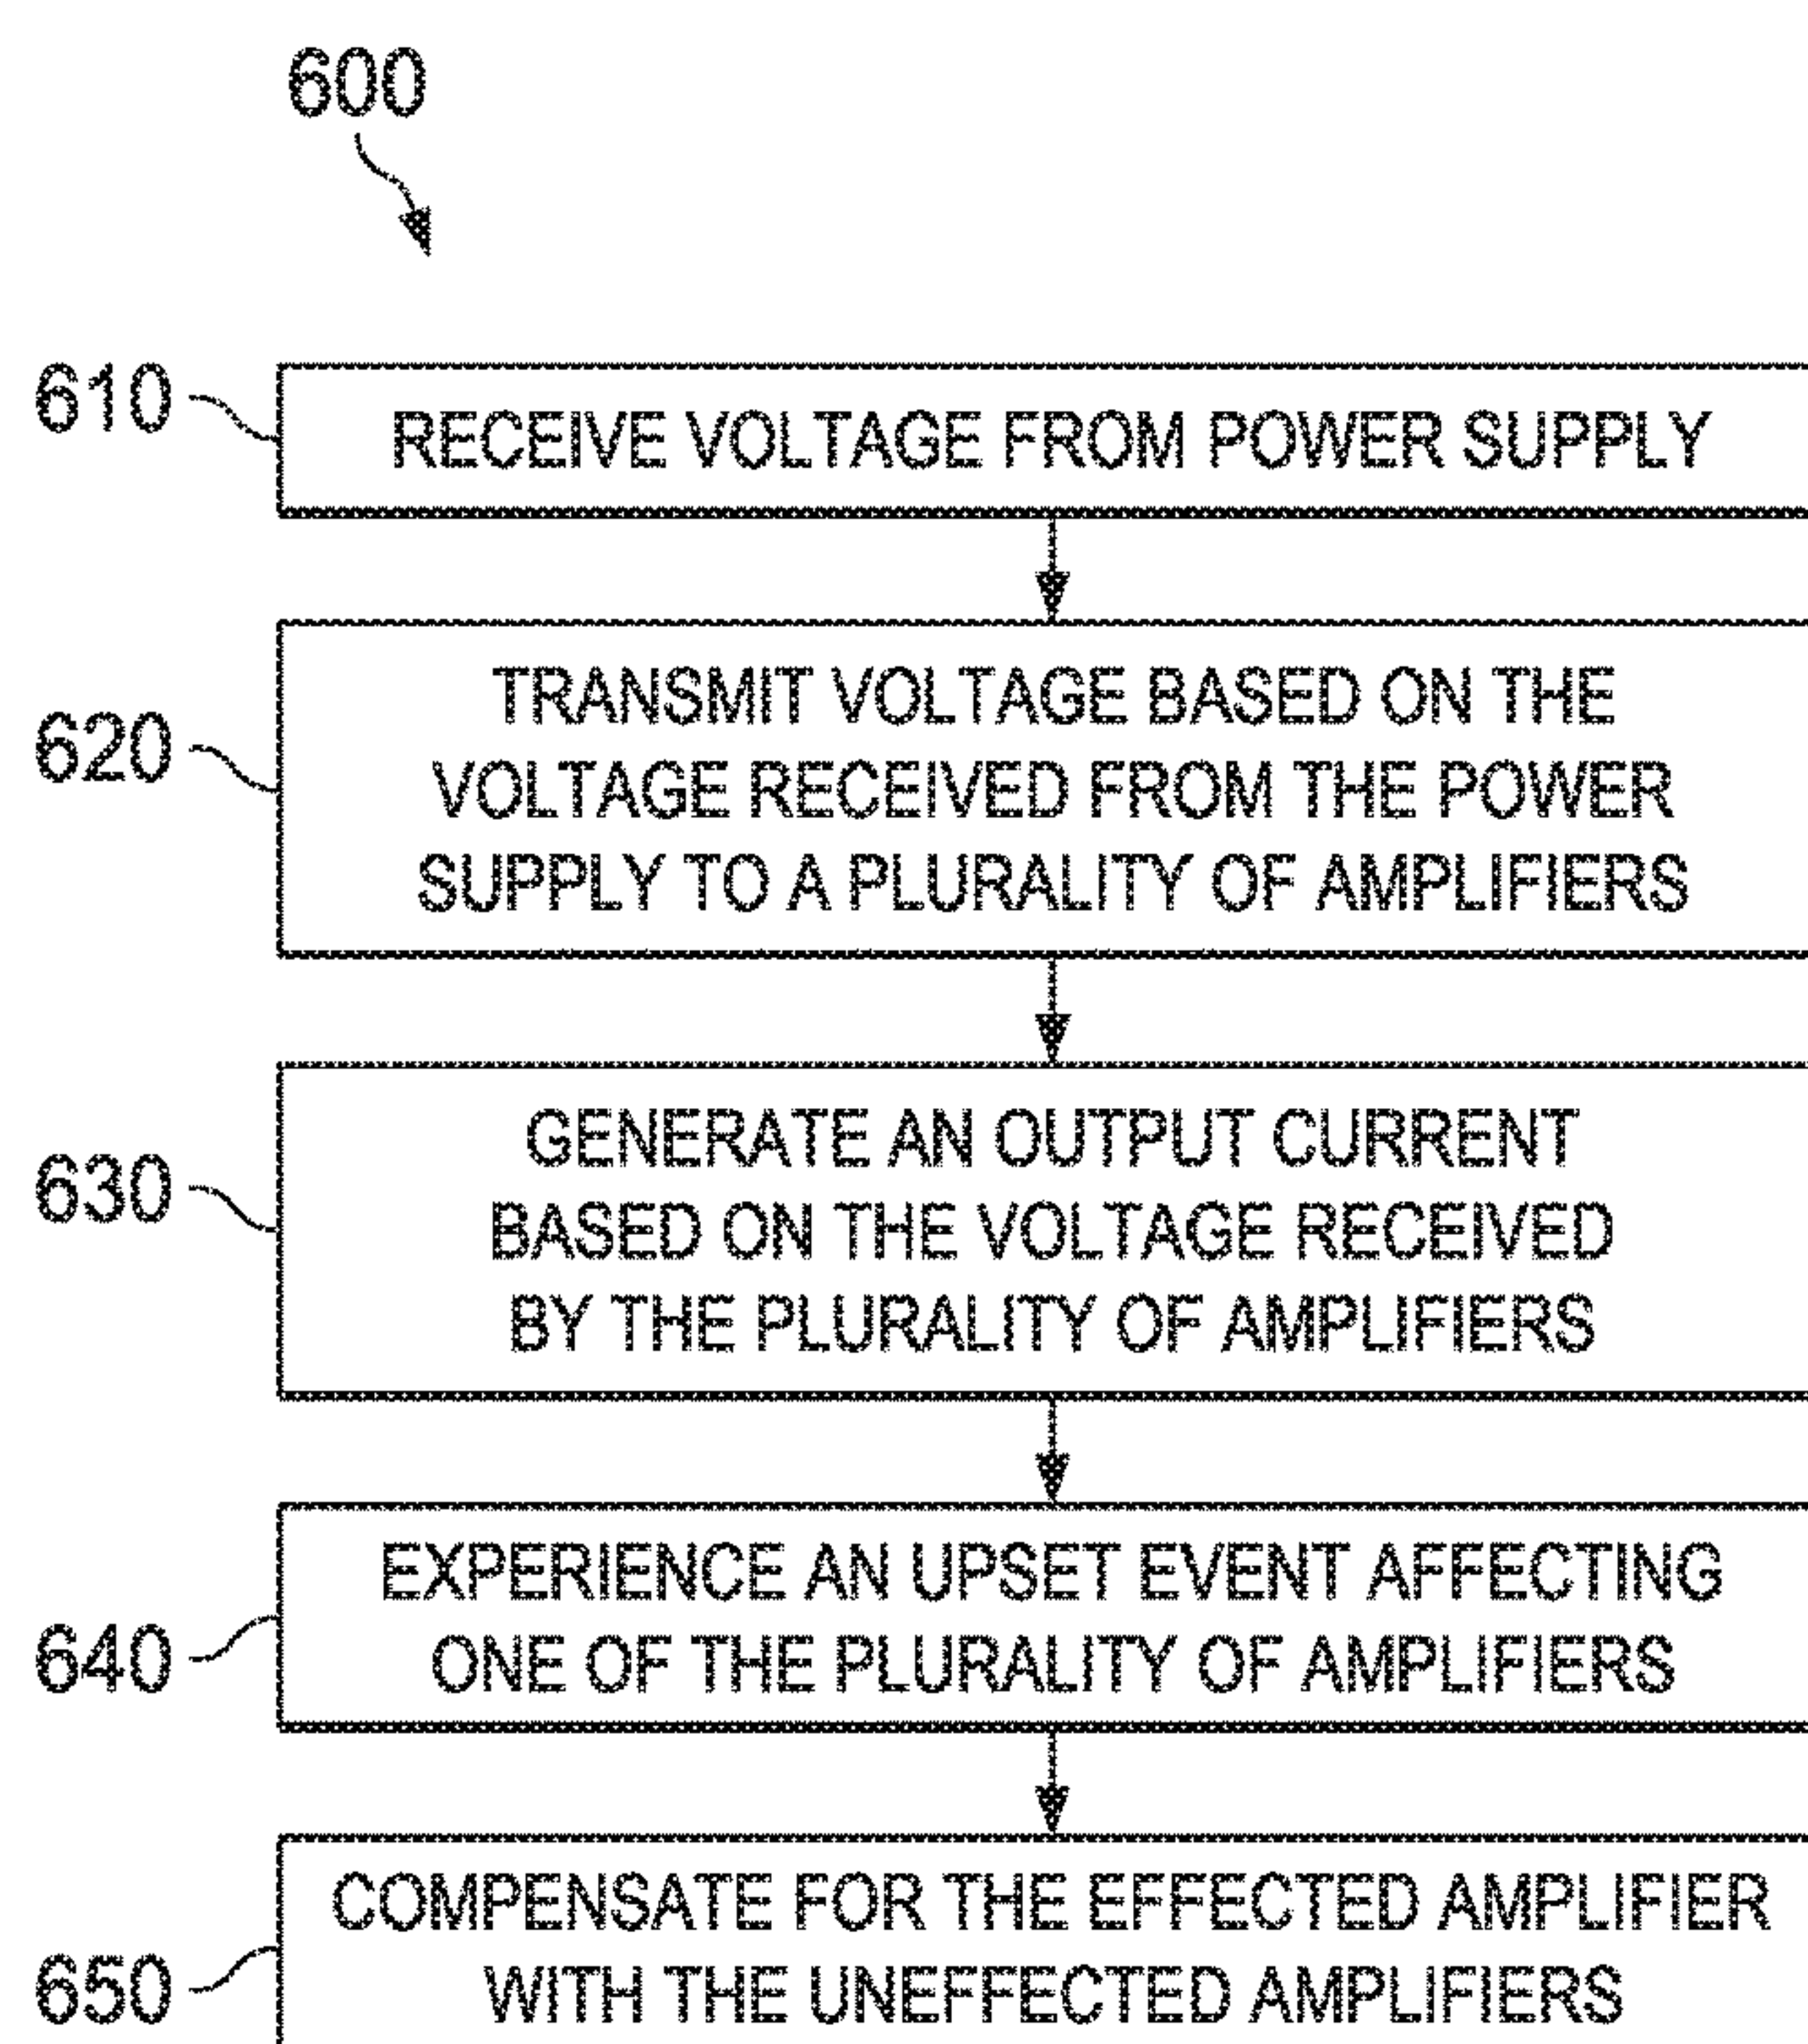 600
610
RECEIVE VOLTAGE FROM POWER SUPPLY
620
TRANSMIT VOLTAGE BASED ON THE
VOLTAGE RECEIVED FROM THE POWER
SUPPLY TO A PLURALITY OF AMPLIFIERS
630
GENERATE AN OUTPUT CURRENT
BASED ON THE VOLTAGE RECEIVED
BY THE PLURALITY OF AMPLIFIERS
640
EXPERIENCE AN UPSET EVENT AFFECTING
ONE OF THE PLURALITY OF AMPLIFIERS
650
COMPENSATE FOR THE EFFECTED AMPLIFIER
WITH THE UNEFFECTED AMPLIFIERS